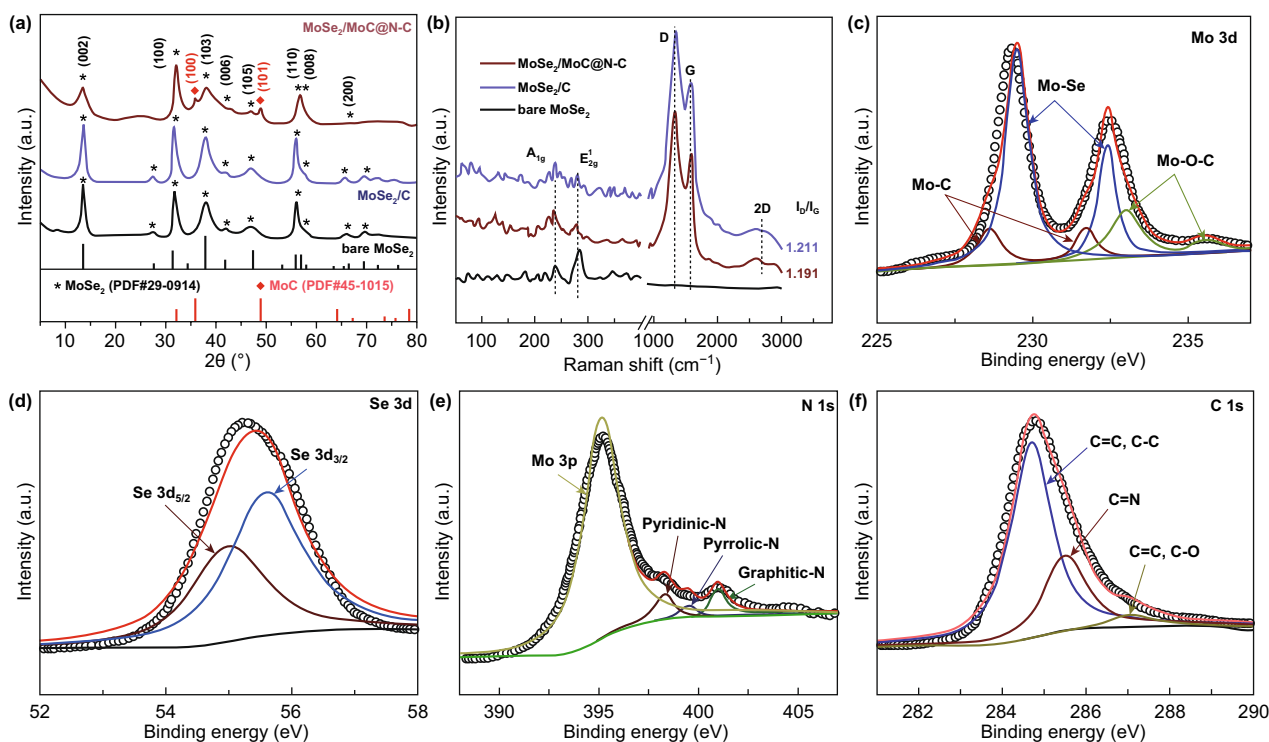 (a)
MoSe₂/MoC@N-C
(002)
(100)
(100)
(103)
(006)
(105)
(101)
(110)
(008)
(200)
MoSe₂/C
bare MoSe₂
* MoSe₂ (PDF#29-0914)
◆ MoC (PDF#45-1015)
Intensity (a.u.)
10 20 30 40 50 60 70 80
2θ (°)
(b)
D
G
MoSe₂/MoC@N-C
MoSe₂/C
bare MoSe₂
A₁g
E¹₂g
2D
I_D/I_G
1.211
1.191
Intensity (a.u.)
100 200 300 400 1000 2000 3000
Raman shift (cm⁻¹)
(c)
Mo 3d
Mo-Se
Mo-O-C
Mo-C
Intensity (a.u.)
225 230 235
Binding energy (eV)
(d)
Se 3d
Se 3d₃/₂
Se 3d₅/₂
Intensity (a.u.)
52 54 56 58
Binding energy (eV)
(e)
N 1s
Mo 3p
Pyridinic-N
Pyrrolic-N
Graphitic-N
Intensity (a.u.)
390 395 400 405
Binding energy (eV)
(f)
C 1s
C=C, C-C
C=N
C=C, C-O
Intensity (a.u.)
282 284 286 288 290
Binding energy (eV)